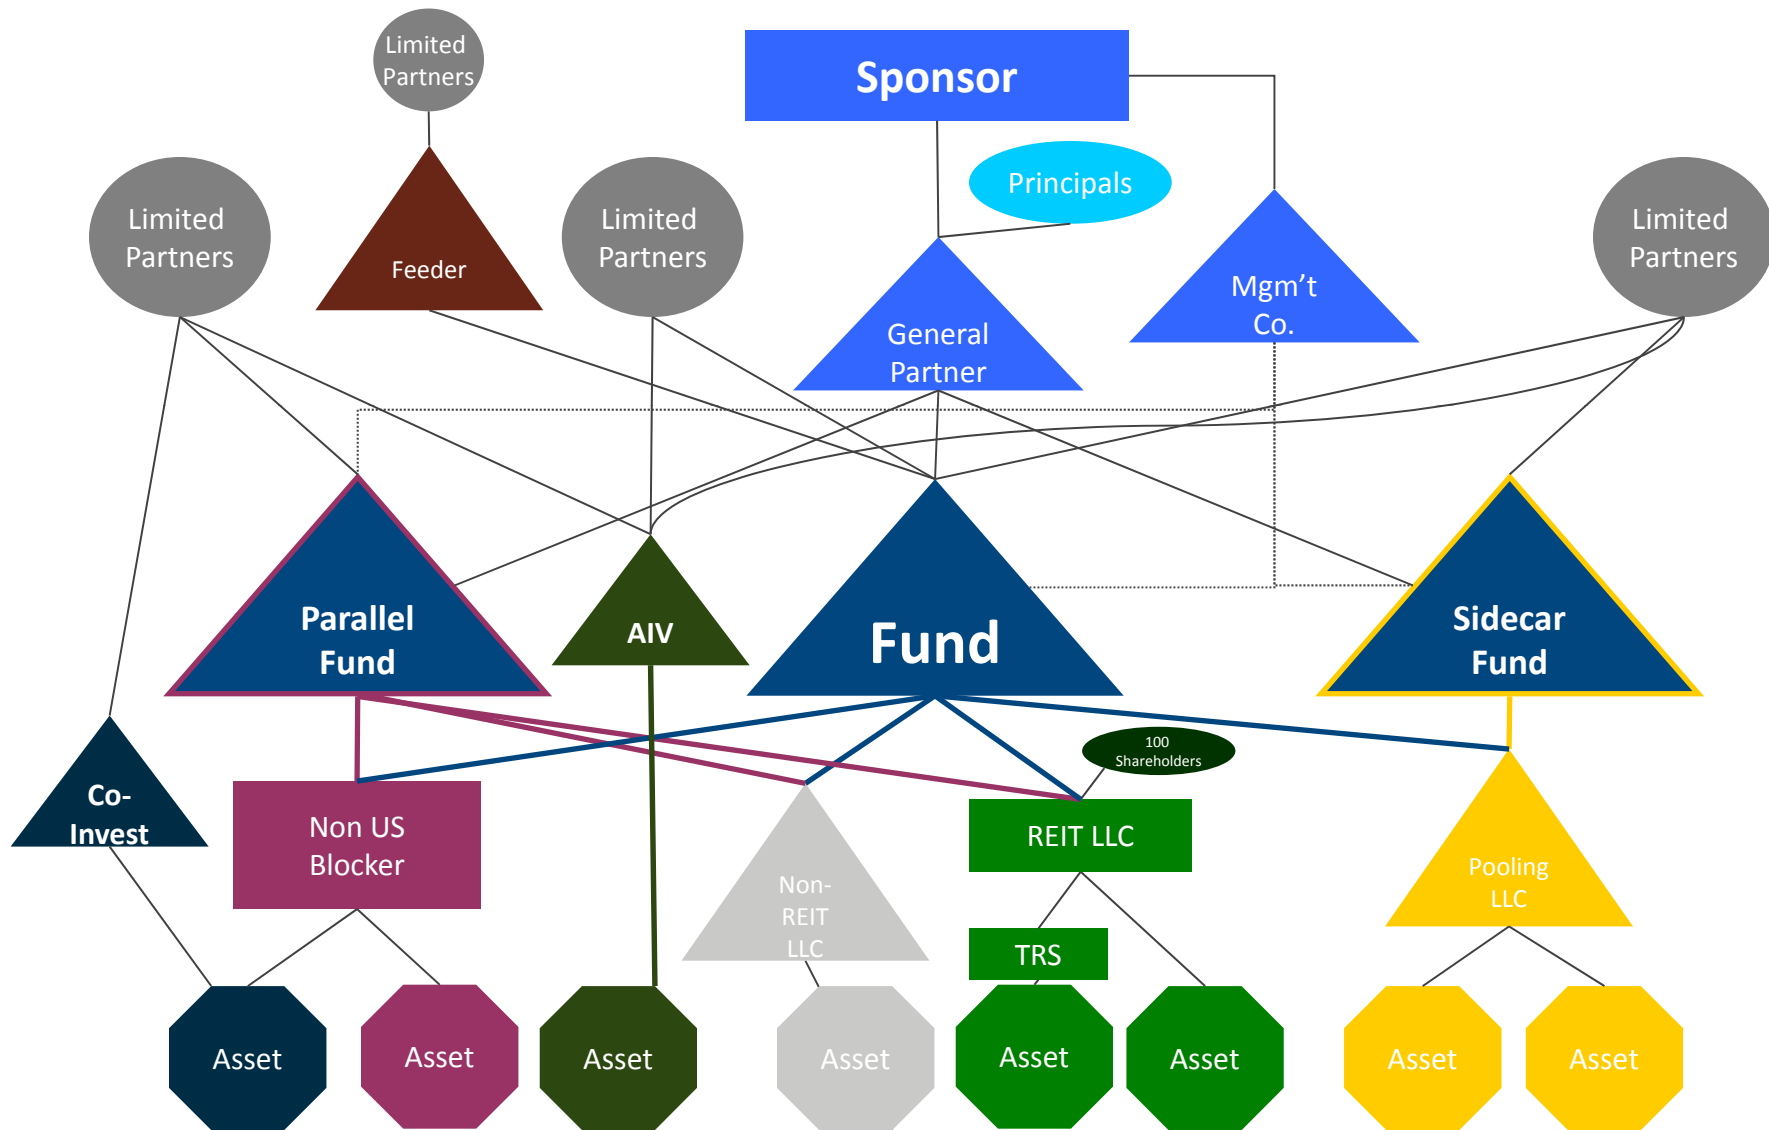 Limited
Partners
Sponsor
Principals
Limited
Partners
Feeder
Limited
Partners
Limited
Partners
General
Partner
Mgm’t
Co.
Parallel
Fund
AIV
Fund
Sidecar
Fund
100
Shareholders
Co-
Invest
Non US
Blocker
Non-
REIT
LLC
REIT LLC
Pooling
LLC
TRS
Asset
Asset
Asset
Asset
Asset
Asset
Asset
Asset